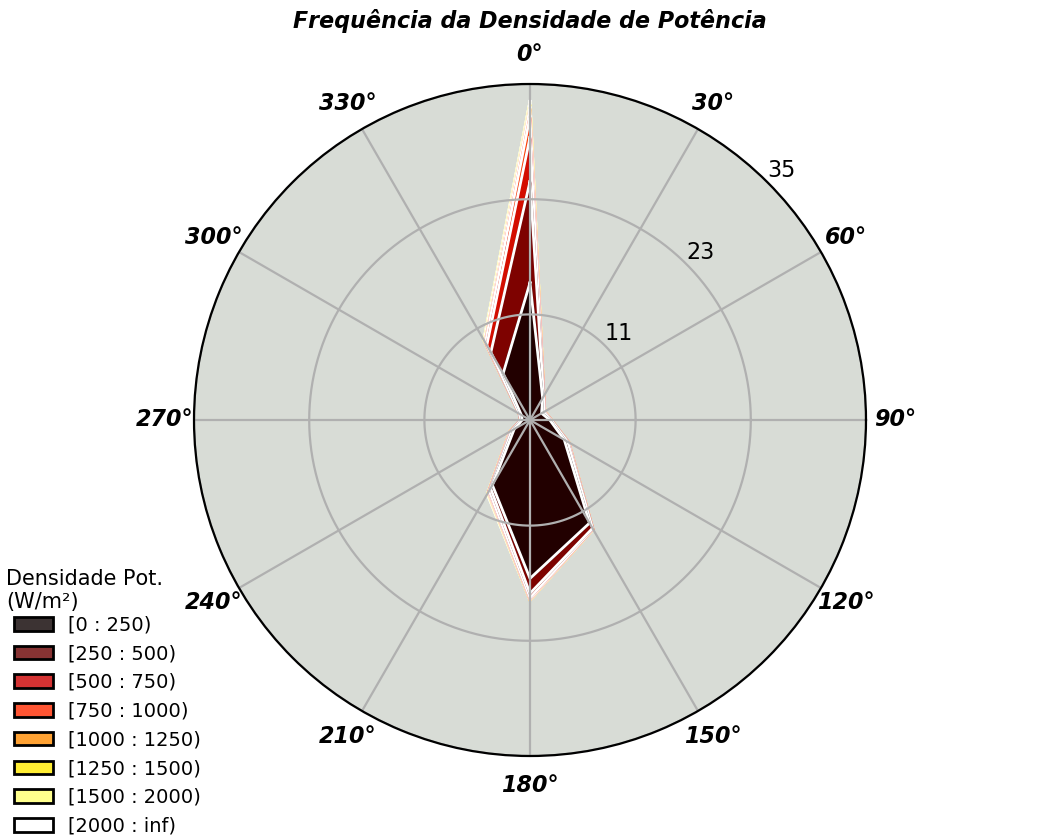 Frequência da Densidade de Potência
0°
330°
30°
35
300°
60°
23
11
270°
90°
Densidade Pot.
(W/m²)
240°
120°
[0 : 250)
[250 : 500)
[500 : 750)
[750 : 1000)
[1000 : 1250)
[1250 : 1500)
[1500 : 2000)
[2000 : inf)
210°
150°
180°